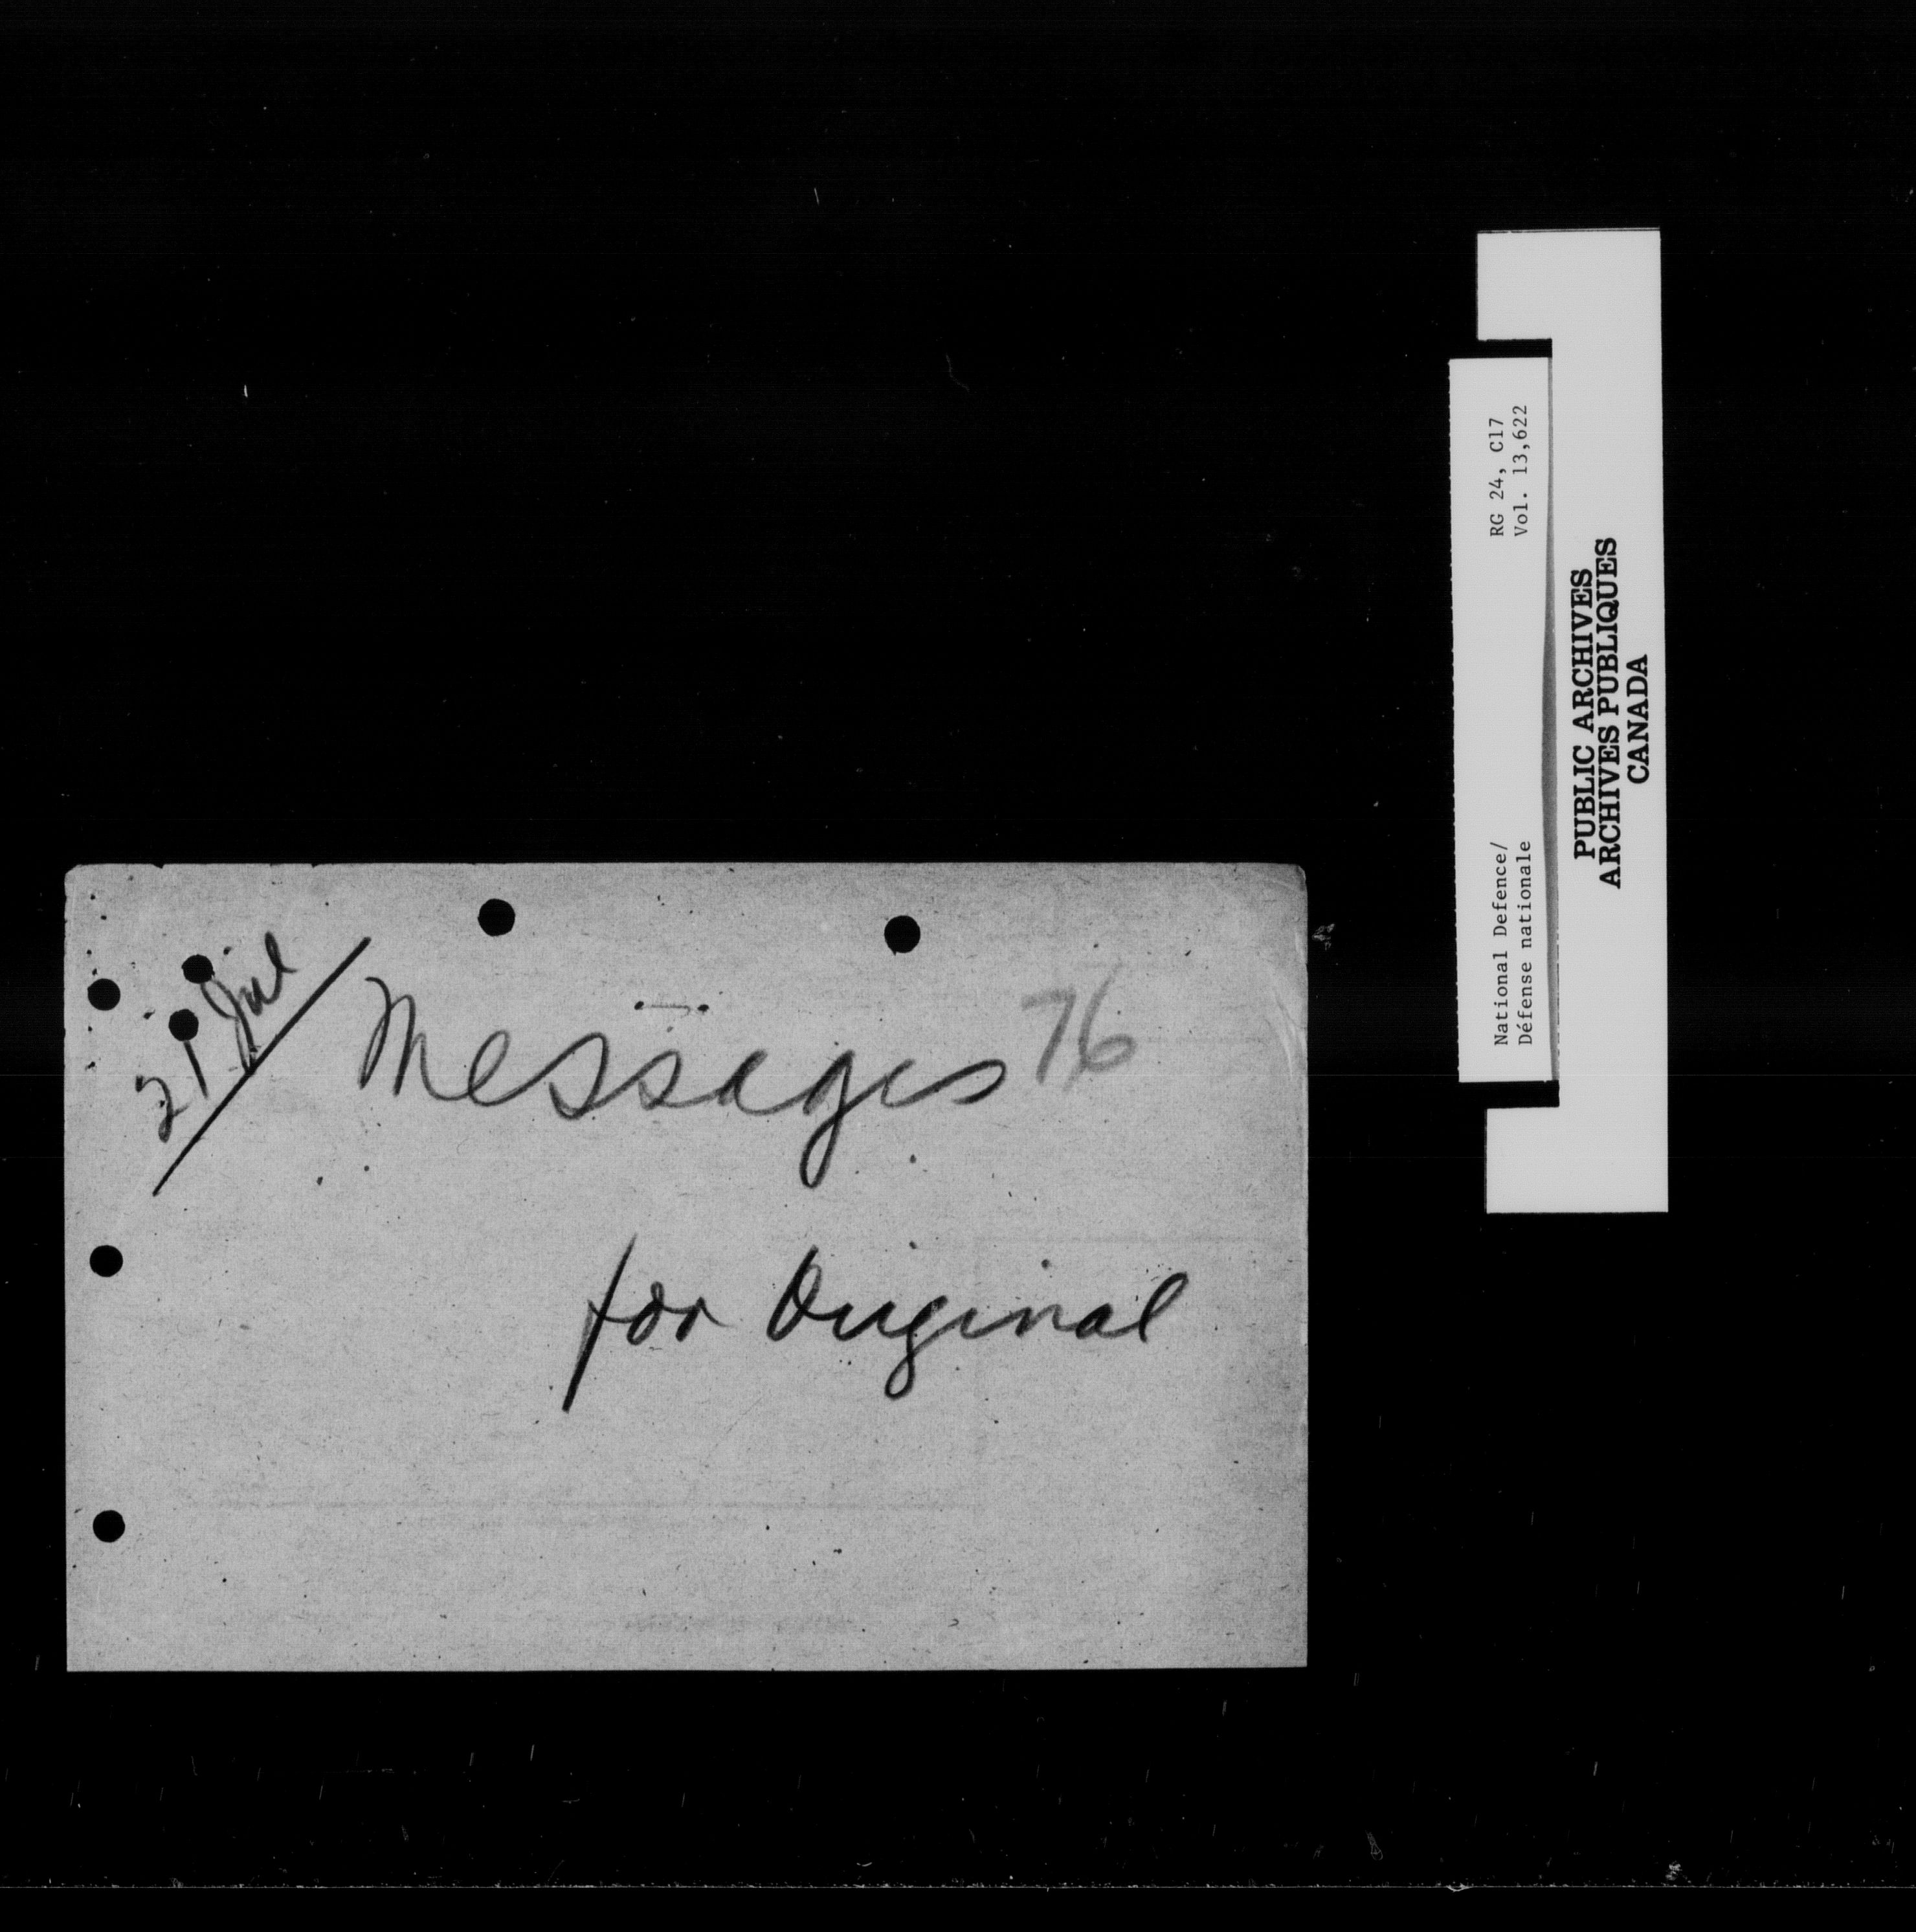 21 Jul
Messages 76
for Original
RG 24, C17
Vol. 13,622
National Defence/
Défense nationale
PUBLIC ARCHIVES
ARCHIVES PUBLIQUES
CANADA